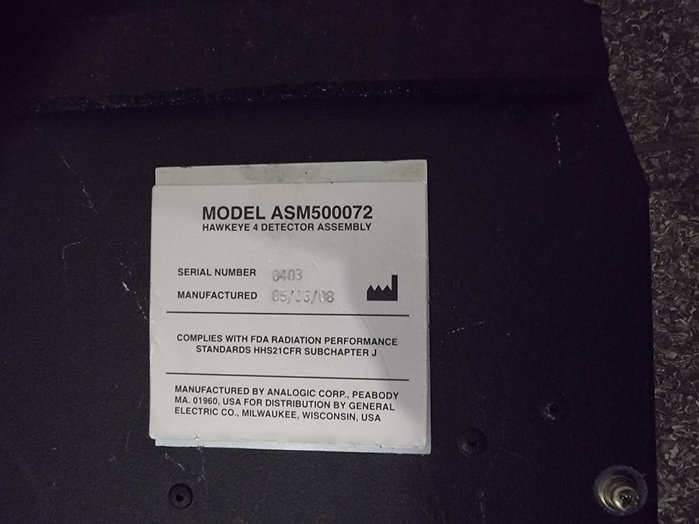 MODEL ASM500072
HAWKEYE 4 DETECTOR ASSEMBLY
SERIAL NUMBER 0403
MANUFACTURED
COMPLIES WITH FDA RADIATION PERFORMANCE
STANDARDS HHS21CFR SUBCHAPTER J
MANUFACTURED BY ANALOGIC CORP., PEABODY
MA. 01960, USA FOR DISTRIBUTION BY GENERAL
ELECTRIC CO., MILWAUKEE, WISCONSIN, USA